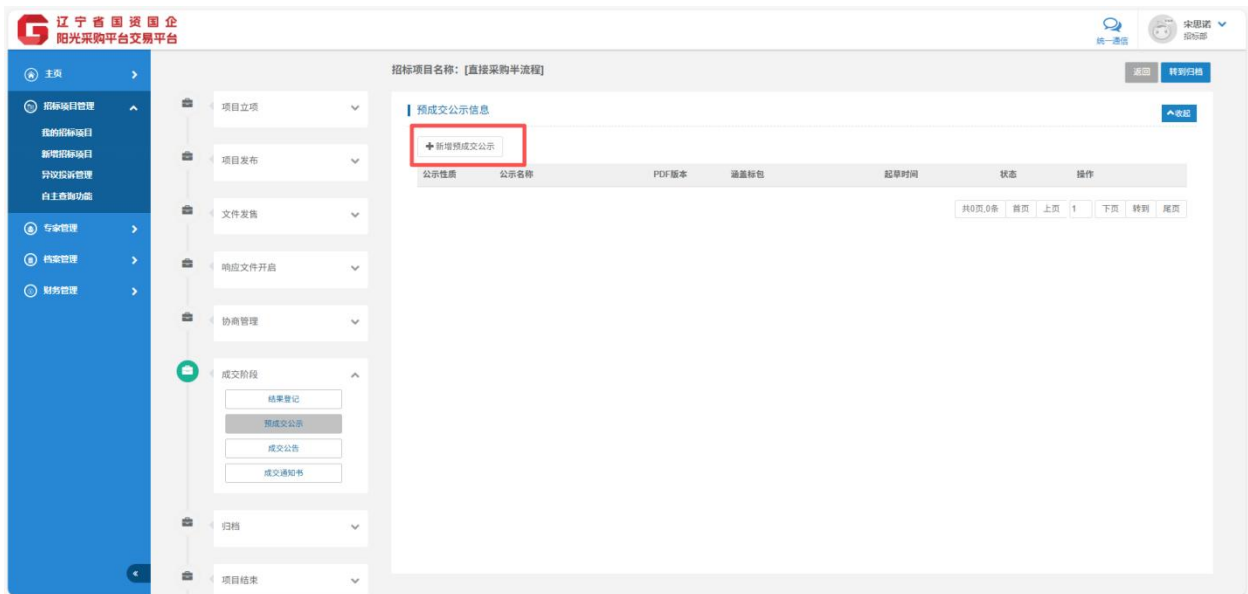 辽宁省国资国企
阳光采购平台交易平台
统一通信
宋思诺
招标部
主页
招标项目管理
我的招标项目
新增招标项目
异议投诉管理
自主查询功能
专家管理
档案管理
财务管理
项目立项
项目发布
文件发售
响应文件开启
协商管理
成交阶段
结果登记
预成交公示
成交公告
成交通知书
归档
项目结束
招标项目名称：[直接采购半流程]
返回 转到归档
预成交公示信息
收起
新增预成交公示
公示性质 公示名称 PDF版本 涵盖标包 起草时间 状态 操作
共0页,0条 首页 上页 1 下页 转到 尾页